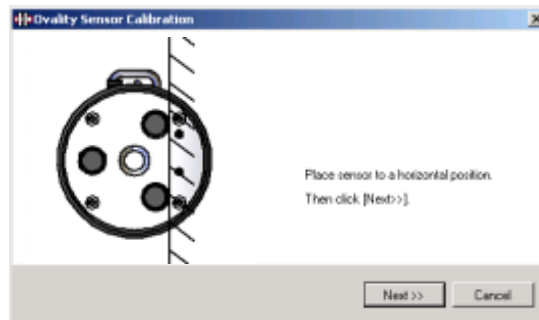 Ovality Sensor Calibration
Place sensor to a horizontal position.
Then click [Next>>].
Next >>
Cancel